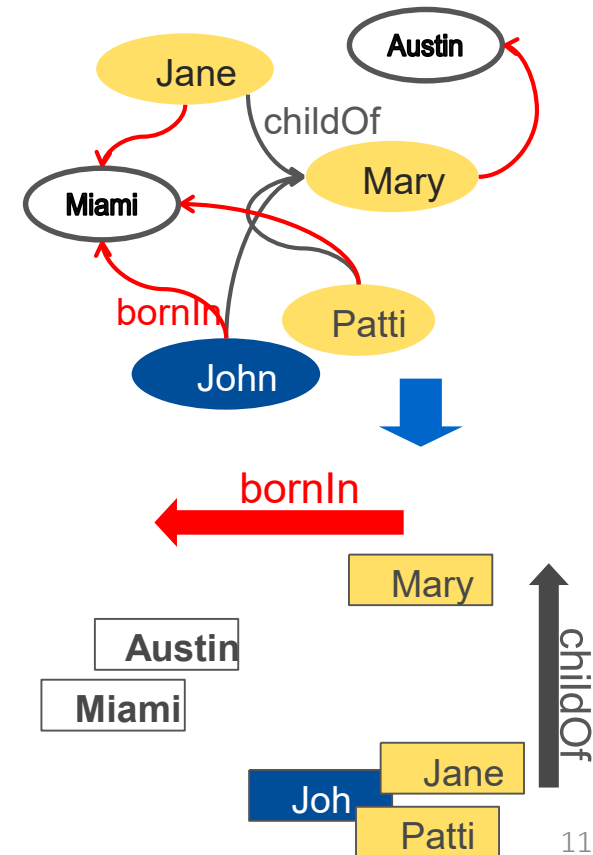 Austin
Jane
childOf
Mary
Miami
bornIn
Patti
John
bornIn
Mary
Austin
childOf
Miami
Jane
Joh
Patti
11